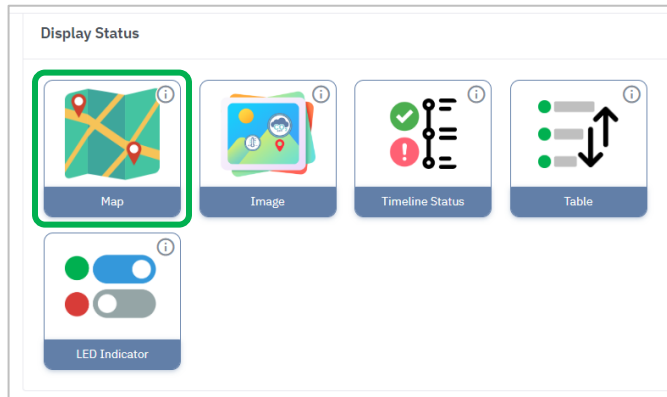 Display Status
Map
Image
Timeline Status
Table
LED Indicator